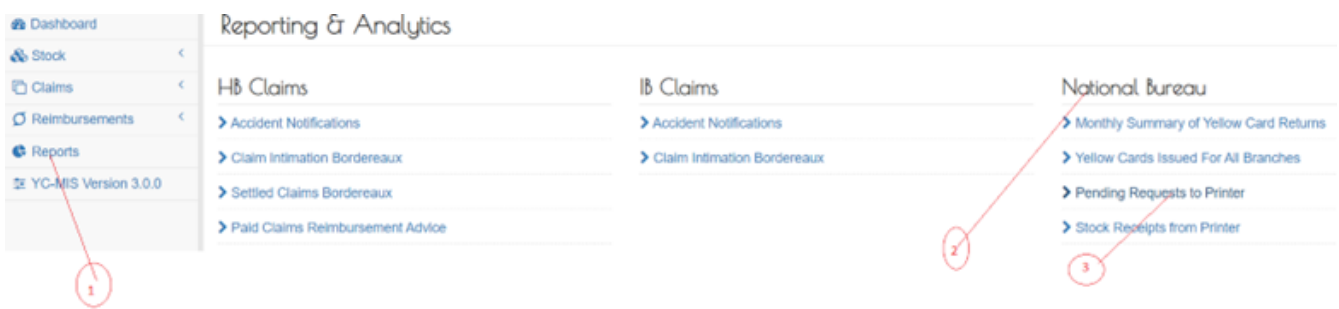 Dashboard
Stock
Claims
Reimbursements
Reports
YC-MIS Version 3.0.0
1
Reporting & Analytics
HB Claims
Accident Notifications
Claim Intimation Bordereaux
Settled Claims Bordereaux
Paid Claims Reimbursement Advice
IB Claims
Accident Notifications
Claim Intimation Bordereaux
2
National Bureau
Monthly Summary of Yellow Card Returns
Yellow Cards Issued For All Branches
Pending Requests to Printer
Stock Receipts from Printer
3